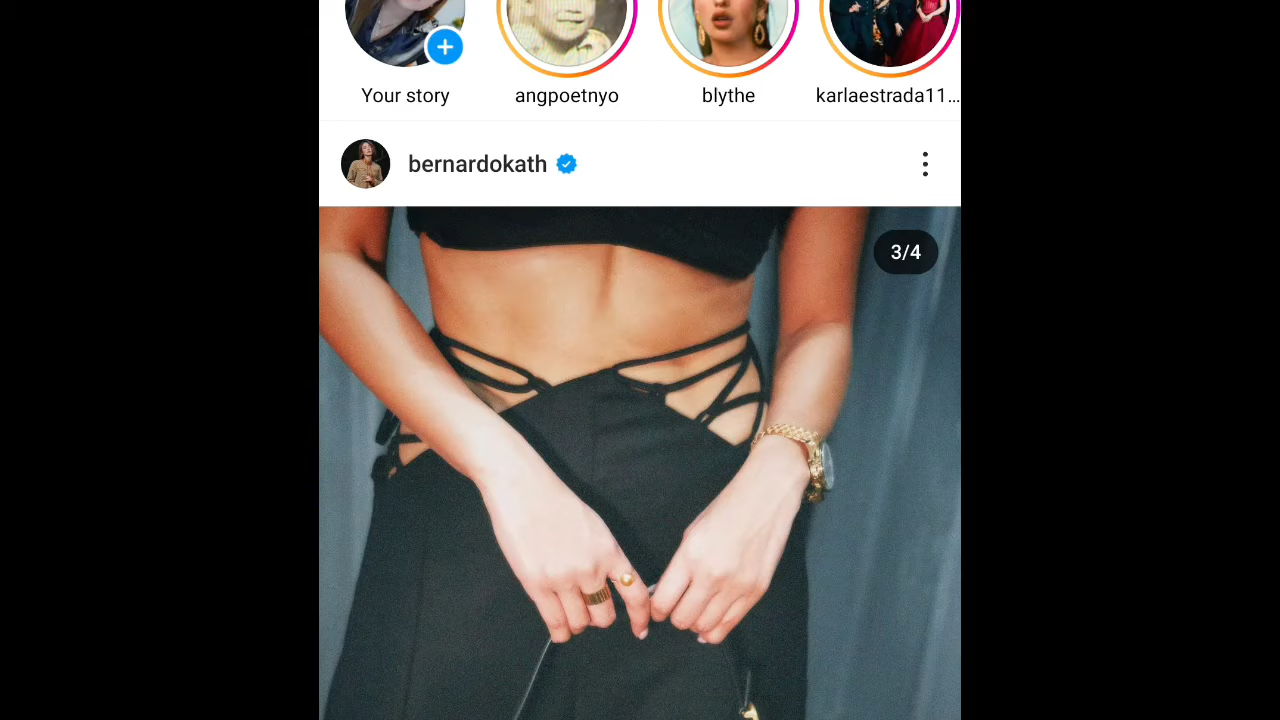 Your story
angpoetnyo
blythe
karlaestrada11...
bernardokath
3/4